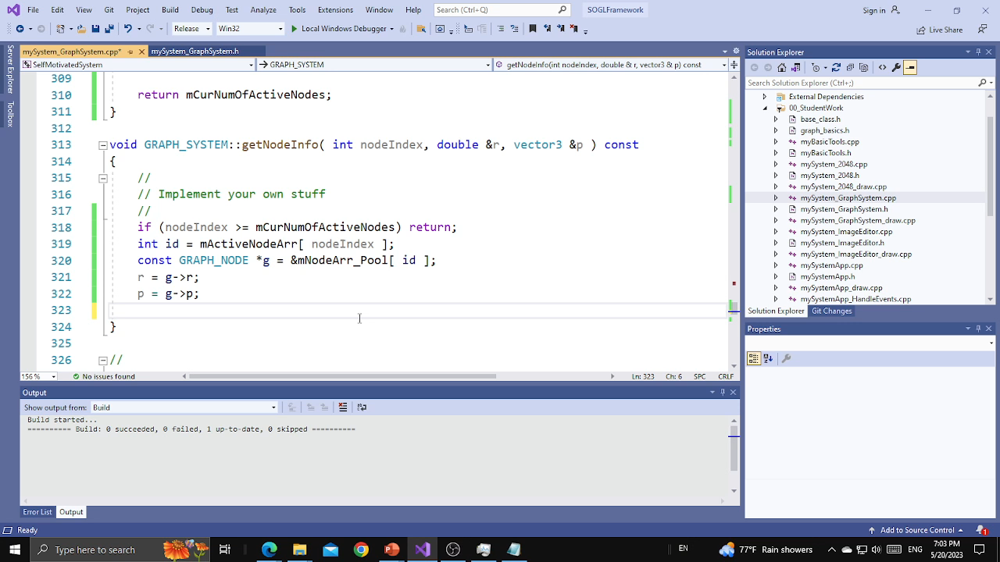 File Edit View Git Project Build Debug Test Analyze Tools Extensions Window Help Search (Ctrl+Q) SOGLFramework Sign in
Release Win32 Local Windows Debugger Live Share
mySystem_GraphSystem.cpp* mySystem_GraphSystem.h
SelfMotivatedSystem GRAPH_SYSTEM getNodeInfo(int nodeIndex, double & r, vector3 & p) const
Server Explorer
Toolbox
309
310 return mCurNumOfActiveNodes;
311 }
312
313 void GRAPH_SYSTEM::getNodeInfo( int nodeIndex, double &r, vector3 &p ) const
314 {
315 //
316 // Implement your own stuff
317 //
318 if (nodeIndex >= mCurNumOfActiveNodes) return;
319 int id = mActiveNodeArr[ nodeIndex ];
320 const GRAPH_NODE *g = &mNodeArr_Pool[ id ];
321 r = g->r;
322 p = g->p;
323
324 }
325
326 //
156 % No issues found Ln: 323 Ch: 6 SPC CRLF
Output
Show output from: Build
Build started...
========== Build: 0 succeeded, 0 failed, 1 up-to-date, 0 skipped ==========
Error List Output
Solution Explorer
Search Solution Explorer (Ctrl+;)
External Dependencies
00_StudentWork
base_class.h
graph_basics.h
myBasicTools.cpp
myBasicTools.h
mySystem_2048.cpp
mySystem_2048.h
mySystem_2048_draw.cpp
mySystem_GraphSystem.cpp
mySystem_GraphSystem.h
mySystem_GraphSystem_draw.cpp
mySystem_ImageEditor.cpp
mySystem_ImageEditor.h
mySystem_ImageEditor_draw.cpp
mySystemApp.cpp
mySystemApp.h
mySystemApp_draw.cpp
mySystemApp_HandleEvents.cpp
Solution Explorer Git Changes
Properties
Ready Add to Source Control 1
Type here to search EN 77°F Rain showers ENG 7:03 PM
5/20/2023